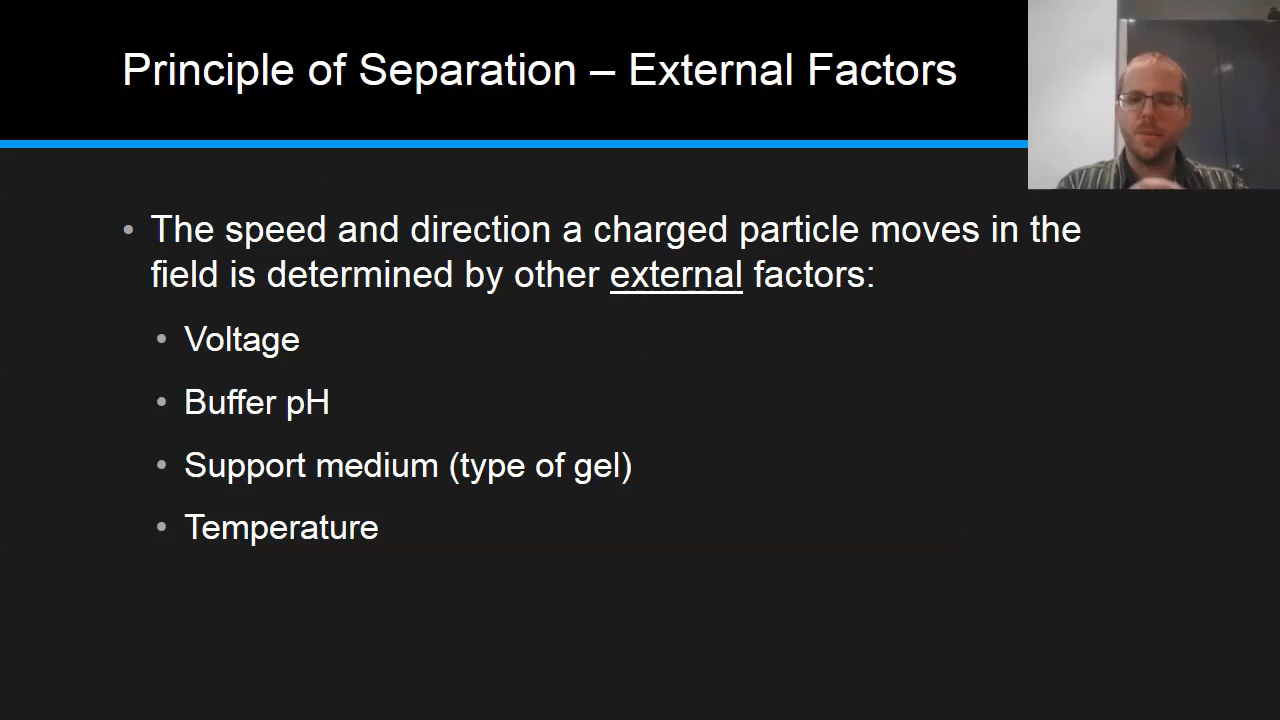 Principle of Separation – External Factors
• The speed and direction a charged particle moves in the
field is determined by other external factors:
• Voltage
• Buffer pH
• Support medium (type of gel)
• Temperature